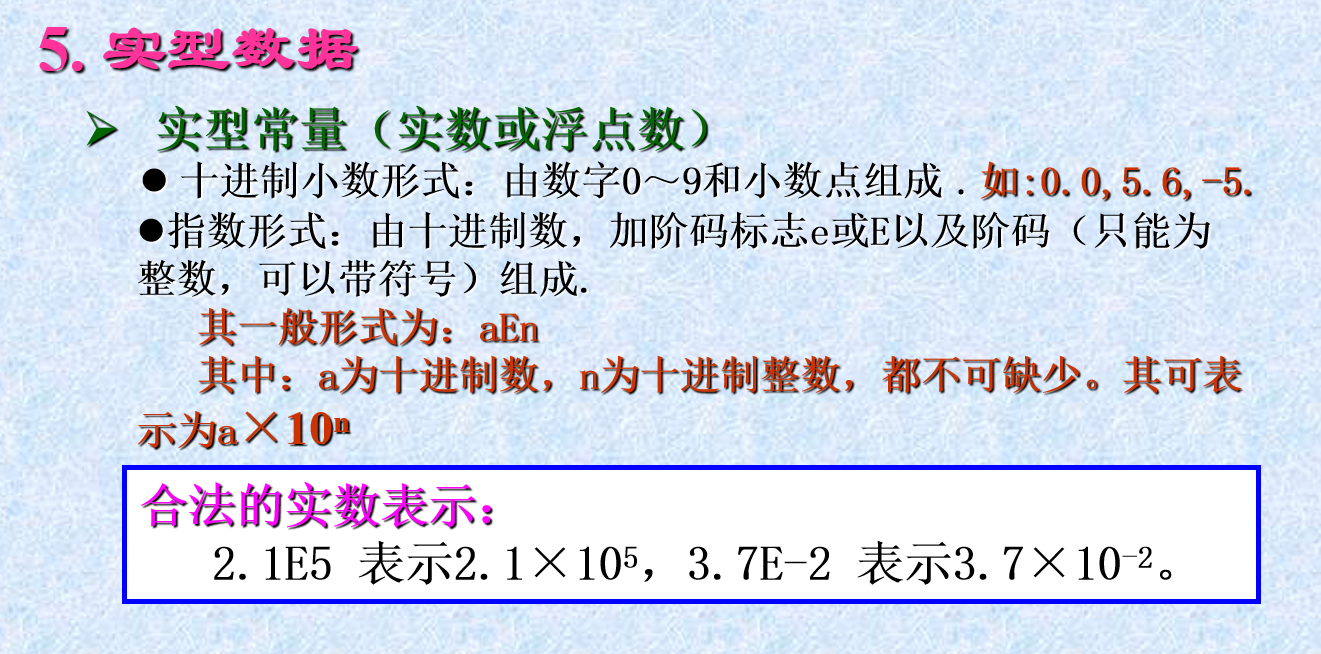 5. 实型数据
➢ 实型常量（实数或浮点数）
● 十进制小数形式：由数字0～9和小数点组成 . 如:0.0,5.6,-5.
●指数形式：由十进制数，加阶码标志e或E以及阶码（只能为
整数，可以带符号）组成.
其一般形式为：aEn
其中：a为十进制数，n为十进制整数，都不可缺少。其可表
示为a×10ⁿ
合法的实数表示：
2.1E5 表示2.1×10⁵，3.7E-2 表示3.7×10⁻²。